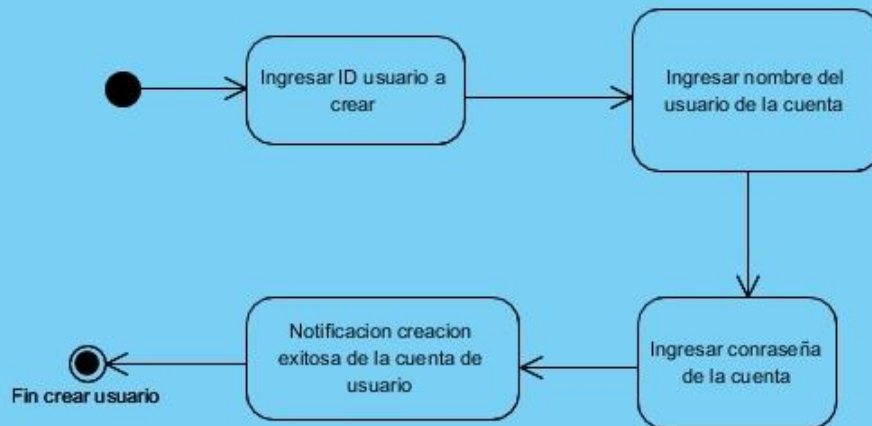 Ingresar ID usuario a
crear
Ingresar nombre del
usuario de la cuenta
Ingresar conraseña
de la cuenta
Notificacion creacion
exitosa de la cuenta de
usuario
Fin crear usuario